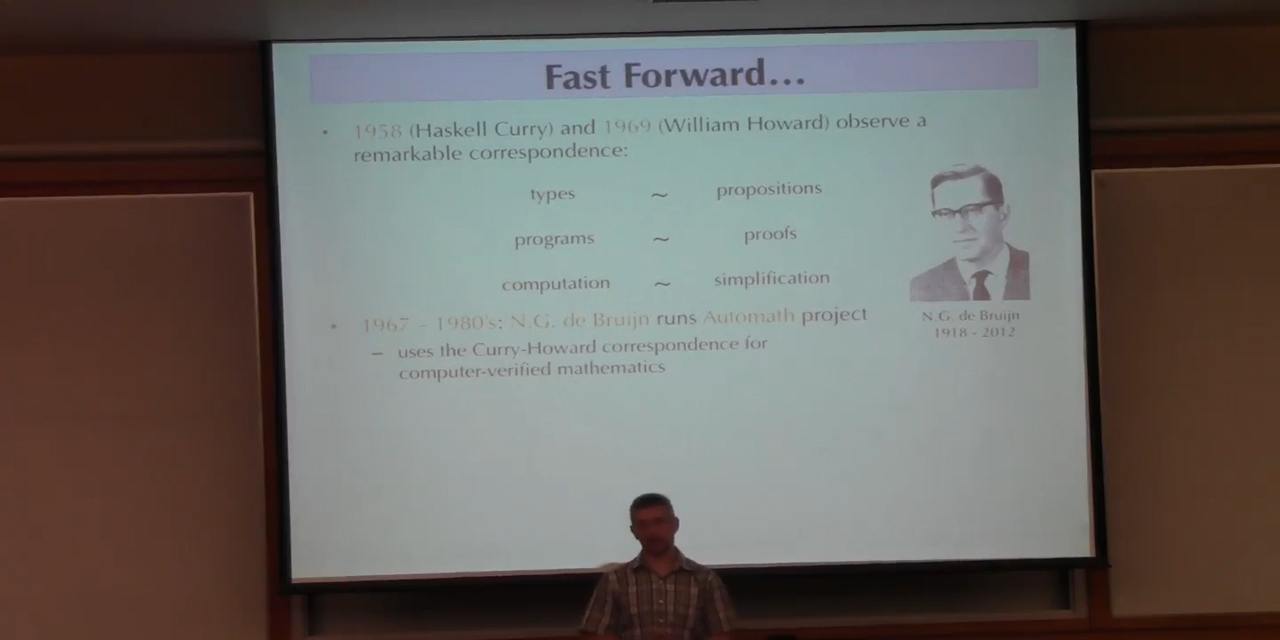 Fast Forward...
• 1958 (Haskell Curry) and 1969 (William Howard) observe a
remarkable correspondence:
types ~ propositions
programs ~ proofs
computation ~ simplification
• 1967 - 1980's: N.G. de Bruijn runs Automath project
– uses the Curry-Howard correspondence for
computer-verified mathematics
N.G. de Bruijn
1918 - 2012